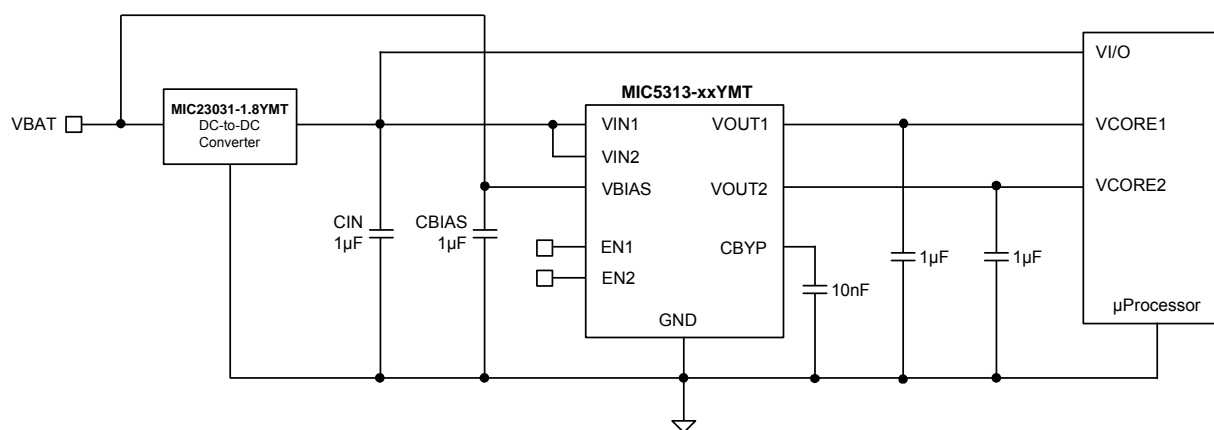 VBAT
MIC23031-1.8YMT
DC-to-DC
Converter
CIN
1µF
CBIAS
1µF
MIC5313-xxYMT
VIN1
VIN2
VBIAS
EN1
EN2
VOUT1
VOUT2
CBYP
GND
10nF
1µF
1µF
VI/O
VCORE1
VCORE2
µProcessor